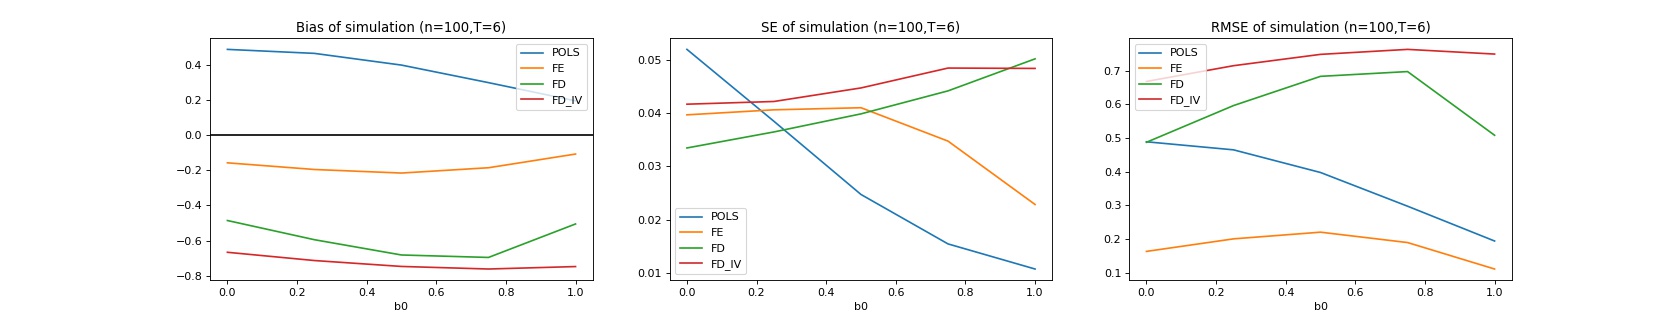 Bias of simulation (n=100,T=6)
0.4
0.2
0.0
−0.2
−0.4
−0.6
−0.8
0.0 0.2 0.4 0.6 0.8 1.0
b0
POLS
FE
FD
FD_IV
SE of simulation (n=100,T=6)
0.05
0.04
0.03
0.02
0.01
0.0 0.2 0.4 0.6 0.8 1.0
b0
POLS
FE
FD
FD_IV
RMSE of simulation (n=100,T=6)
0.7
0.6
0.5
0.4
0.3
0.2
0.1
0.0 0.2 0.4 0.6 0.8 1.0
b0
POLS
FE
FD
FD_IV